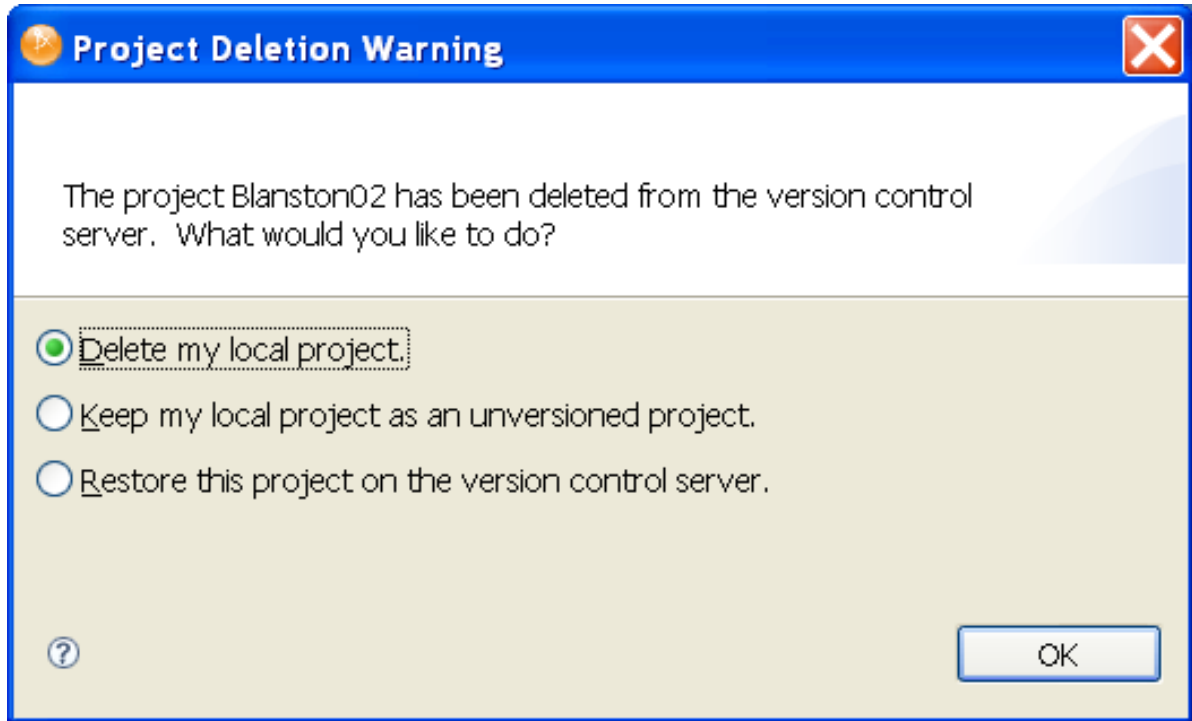 Project Deletion Warning
The project Blanston02 has been deleted from the version control
server.  What would you like to do?
Delete my local project.
Keep my local project as an unversioned project.
Restore this project on the version control server.
?
OK